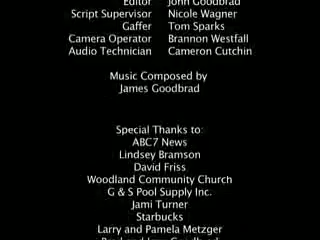 Editor John Goodbrad
Script Supervisor Nicole Wagner
Gaffer Tom Sparks
Camera Operator Brannon Westfall
Audio Technician Cameron Cutchin
Music Composed by
James Goodbrad
Special Thanks to:
ABC7 News
Lindsey Bramson
David Friss
Woodland Community Church
G & S Pool Supply Inc.
Jami Turner
Starbucks
Larry and Pamela Metzger